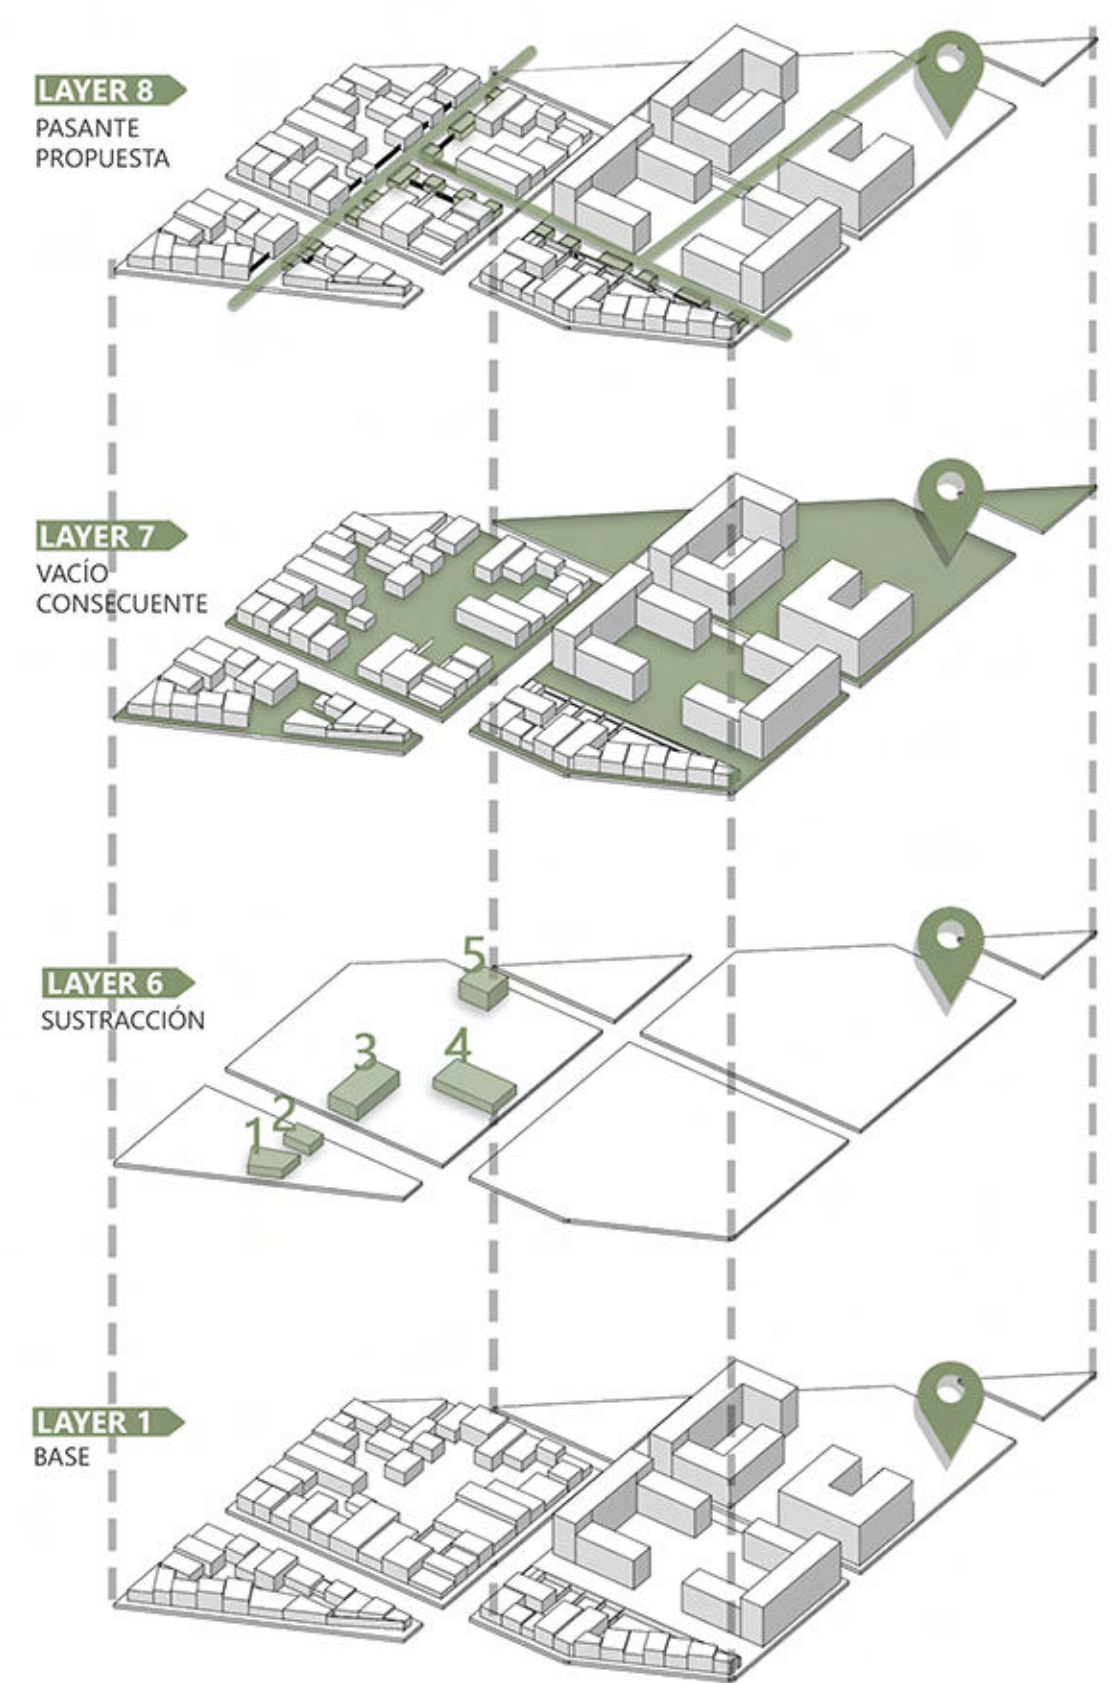 LAYER 8
PASANTE
PROPUESTA
LAYER 7
VACÍO
CONSECUENTE
LAYER 6
SUSTRACCIÓN
5
3
4
2
1
LAYER 1
BASE